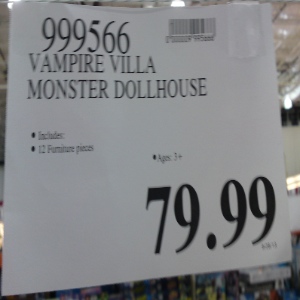 999566
VAMPIRE VILLA
MONSTER DOLLHOUSE
• Includes:
• 12 Furniture pieces
• Ages: 3+
79.99